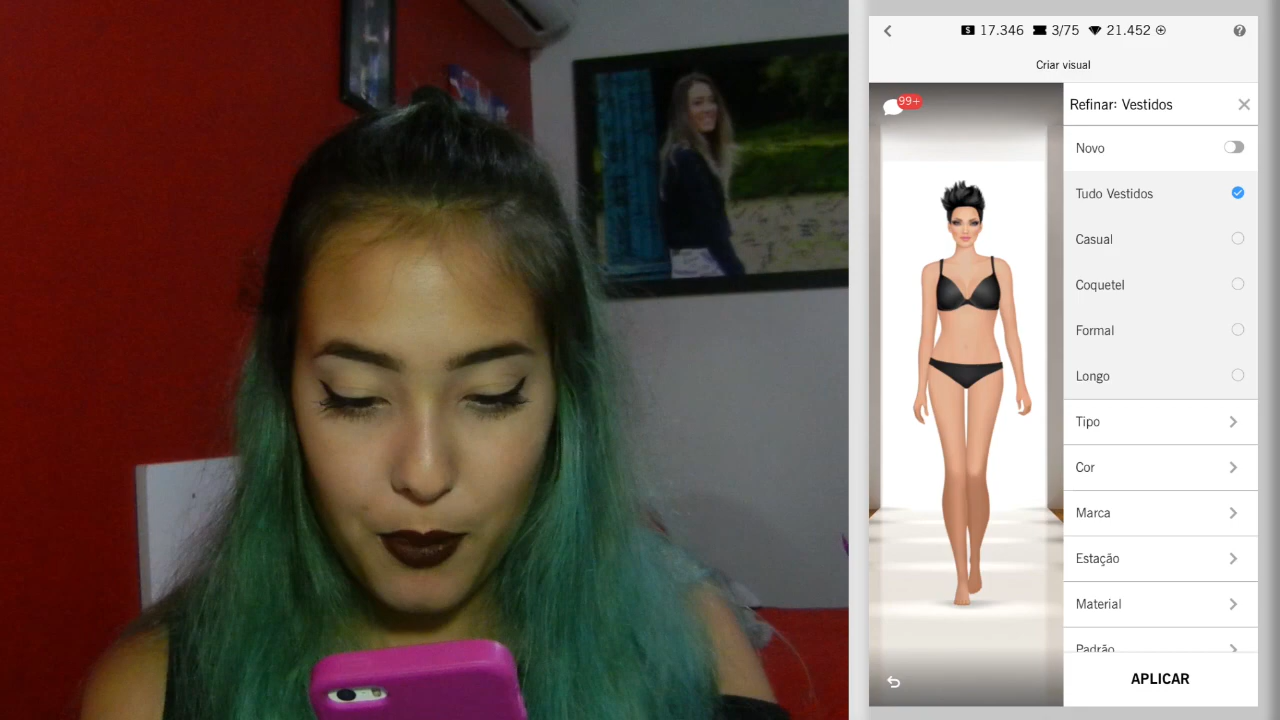 17.346 3/75 21.452
Criar visual
99+
Refinar: Vestidos
Novo
Tudo Vestidos
Casual
Coquetel
Formal
Longo
Tipo
Cor
Marca
Estação
Material
Padrão
APLICAR